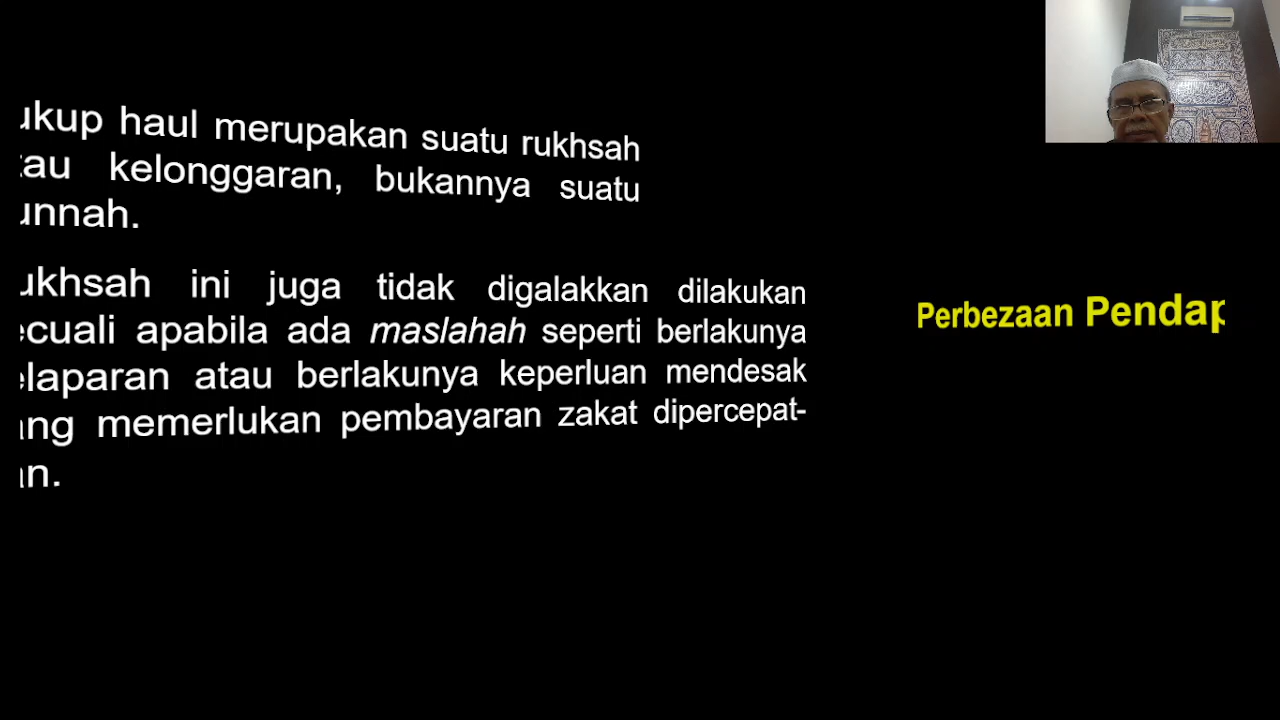 ukup haul merupakan suatu rukhsah
au kelonggaran, bukannya suatu
unnah.
ukhsah ini juga tidak digalakkan dilakukan
ecuali apabila ada maslahah seperti berlakunya
elaparan atau berlakunya keperluan mendesak
ang memerlukan pembayaran zakat dipercepat-
an.
Perbezaan Pendap